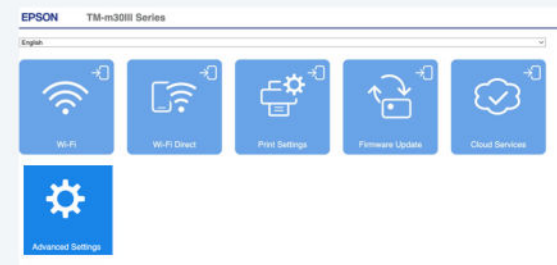 EPSON TM-m30III Series
English
Wi-Fi Wi-Fi Direct Print Settings Firmware Update Cloud Services
Advanced Settings